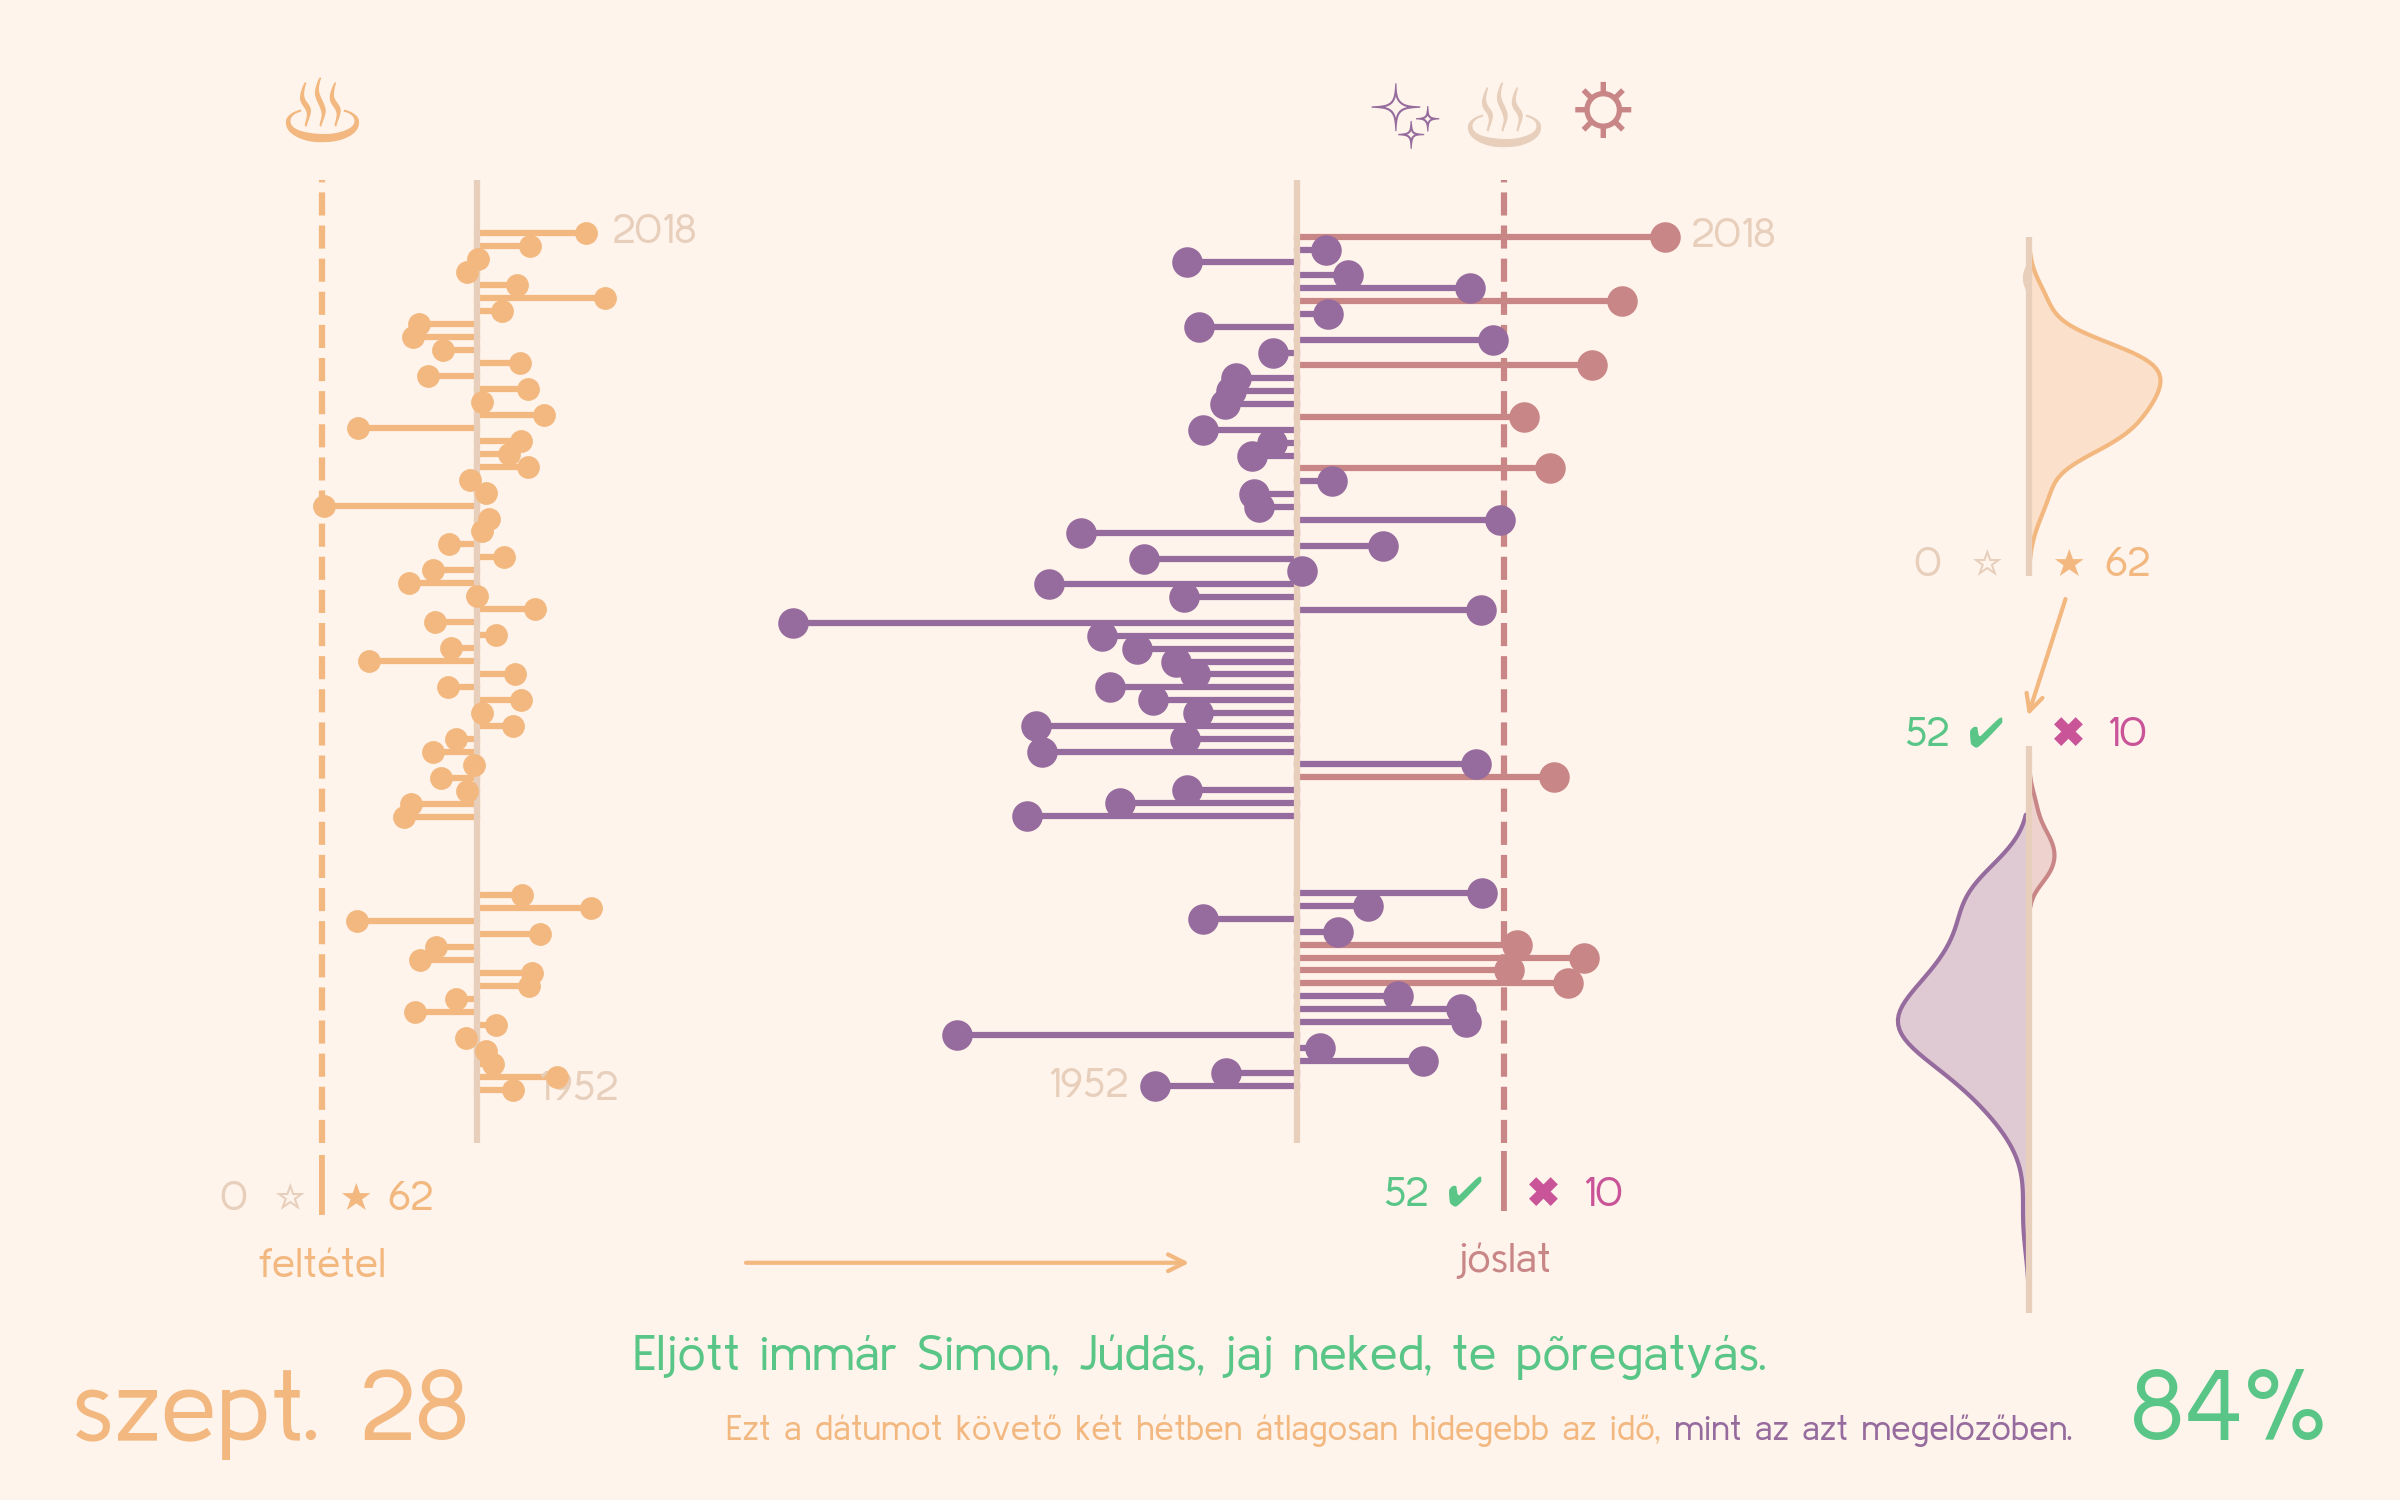 2018
2018
0 ☆ ★ 62
52 ✔ ✖ 10
1952
1952
0 ☆ ★ 62
52 ✔ ✖ 10
feltétel
jóslat
Eljött immár Simon, Júdás, jaj neked, te põregatyás.
szept. 28
84%
Ezt a dátumot követő két hétben átlagosan hidegebb az idő, mint az azt megelőzőben.